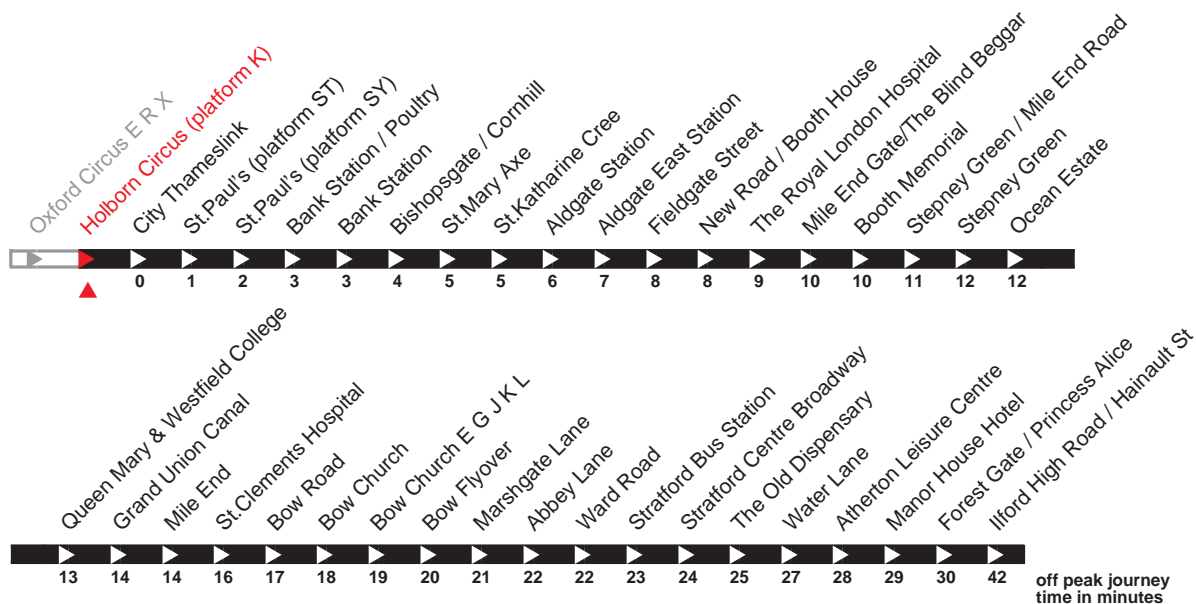 Oxford Circus E R X
Holborn Circus (platform K)
City Thameslink
St.Paul's (platform ST)
St.Paul's (platform SY)
Bank Station / Poultry
Bank Station
Bishopsgate / Cornhill
St.Mary Axe
St.Katharine Cree
Aldgate Station
Aldgate East Station
Fieldgate Street
New Road / Booth House
The Royal London Hospital
Mile End Gate/The Blind Beggar
Booth Memorial
Stepney Green / Mile End Road
Stepney Green
Ocean Estate
0 1 2 3 3 4 5 5 6 7 8 8 9 10 10 11 12 12
Queen Mary & Westfield College
Grand Union Canal
Mile End
St.Clements Hospital
Bow Road
Bow Church
Bow Church E G J K L
Bow Flyover
Marshgate Lane
Abbey Lane
Ward Road
Stratford Bus Station
Stratford Centre Broadway
The Old Dispensary
Water Lane
Atherton Leisure Centre
Manor House Hotel
Forest Gate / Princess Alice
Ilford High Road / Hainault St
13 14 14 16 17 18 19 20 21 22 22 23 24 25 27 28 29 30 42
off peak journey
time in minutes